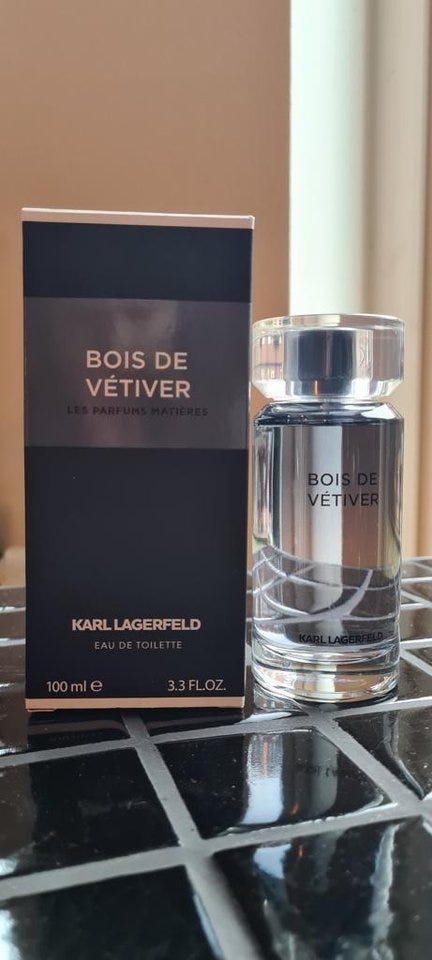 BOIS DE
VÉTIVER
LES PARFUMS MATIÈRES
KARL LAGERFELD
EAU DE TOILETTE
100 ml ℮ 3.3 FL.OZ.
BOIS DE
VÉTIVER
KARL LAGERFELD